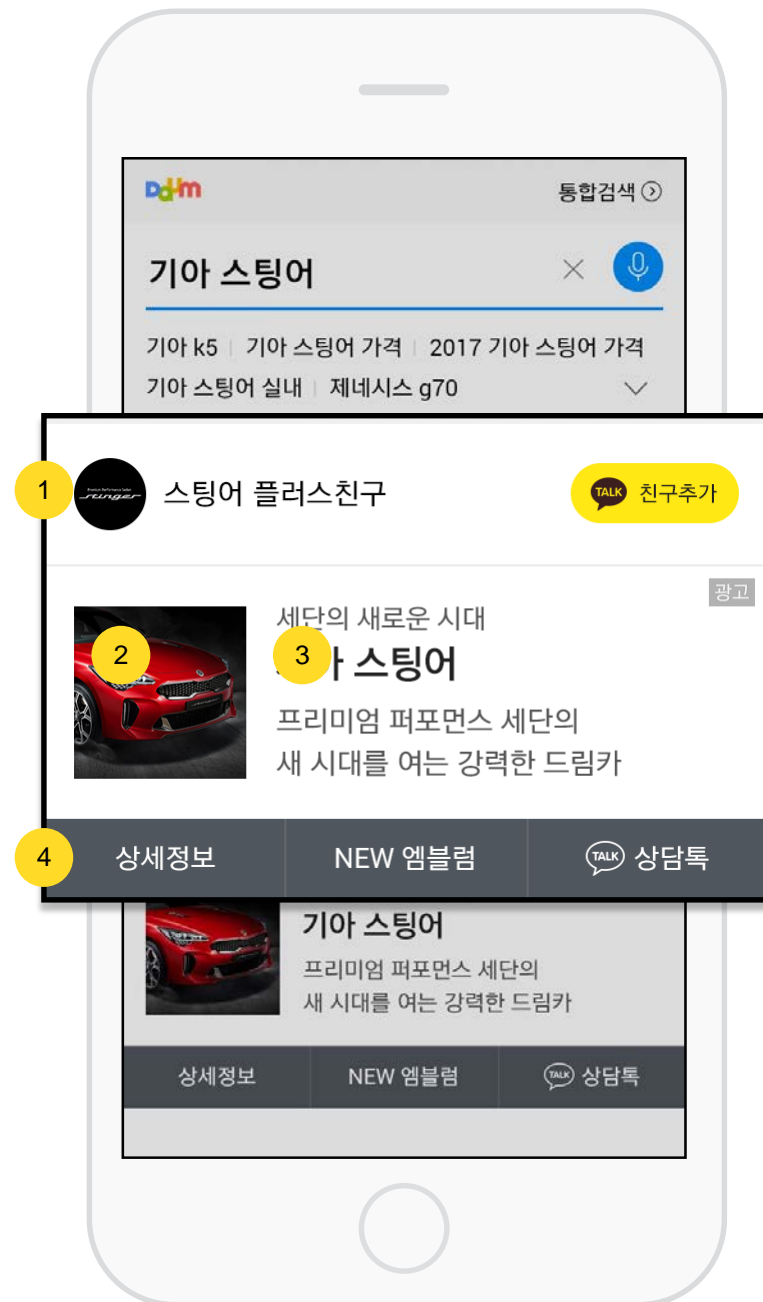 Daum
통합검색
기아 스팅어
기아 k5 기아 스팅어 가격 2017 기아 스팅어 가격
기아 스팅어 실내 제네시스 g70
1
stinger
스팅어 플러스친구
TALK 친구추가
광고
세단의 새로운 시대
2
3
아 스팅어
프리미엄 퍼포먼스 세단의
새 시대를 여는 강력한 드림카
4
상세정보 NEW 엠블럼 TALK 상담톡
기아 스팅어
프리미엄 퍼포먼스 세단의
새 시대를 여는 강력한 드림카
상세정보 NEW 엠블럼 TALK 상담톡